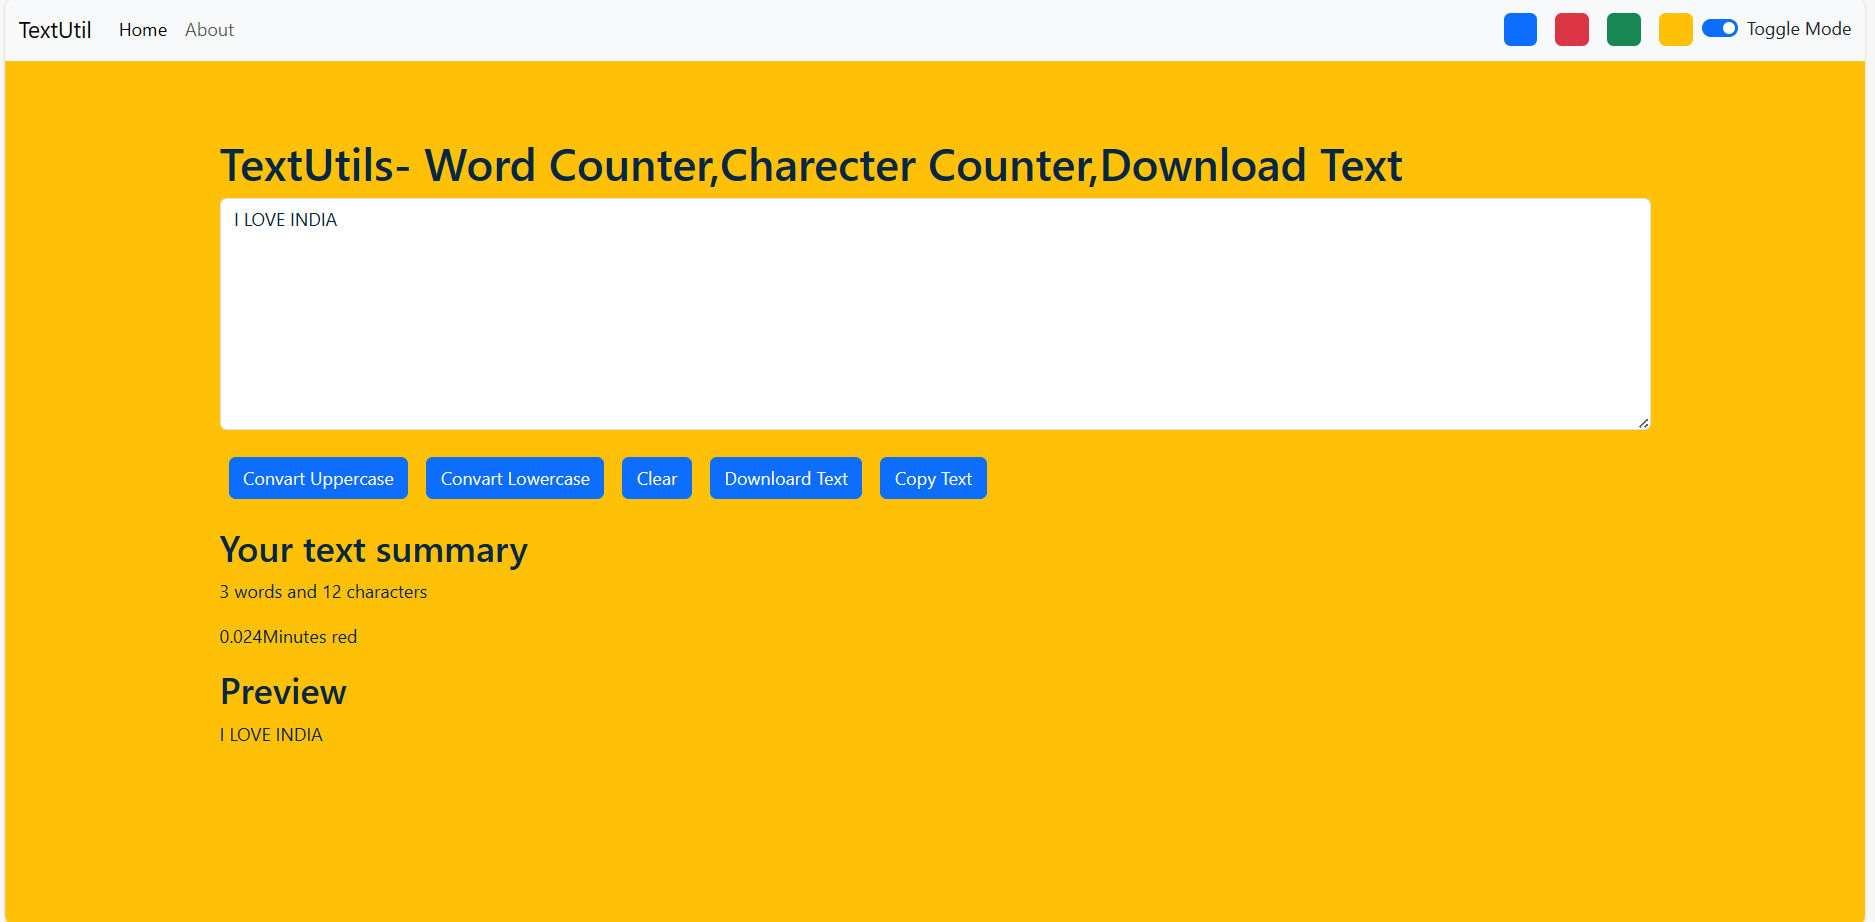 TextUtil Home About Toggle Mode
TextUtils- Word Counter,Charecter Counter,Download Text
I LOVE INDIA
Convart Uppercase Convart Lowercase Clear Downloard Text Copy Text
Your text summary
3 words and 12 characters
0.024Minutes red
Preview
I LOVE INDIA